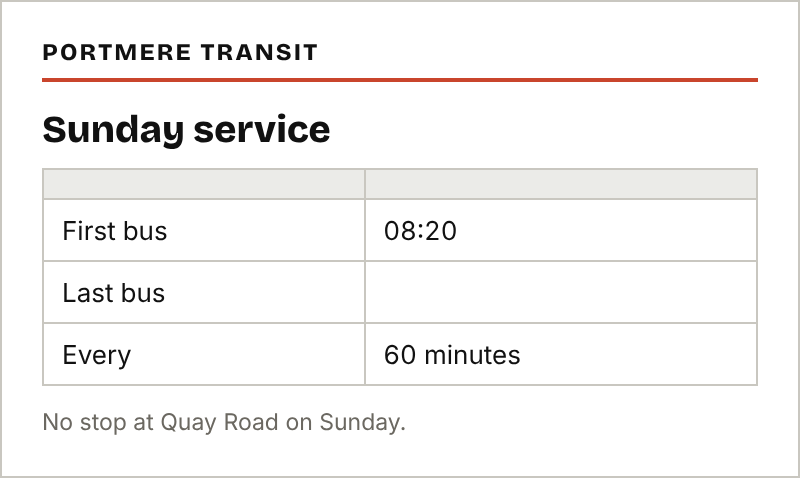 PORTMERE TRANSIT
Sunday service
First bus 08:20
Last bus
Every 60 minutes
No stop at Quay Road on Sunday.